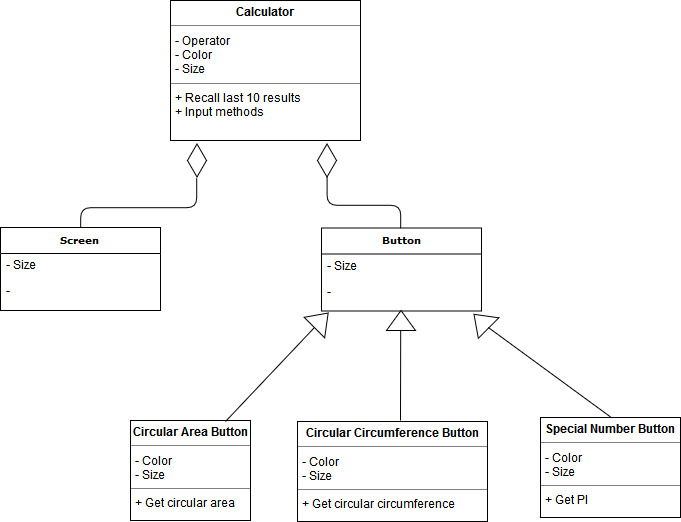 Calculator
- Operator
- Color
- Size
+ Recall last 10 results
+ Input methods
Screen
- Size
-
Button
- Size
-
Circular Area Button
- Color
- Size
+ Get circular area
Circular Circumference Button
- Color
- Size
+ Get circular circumference
Special Number Button
- Color
- Size
+ Get PI